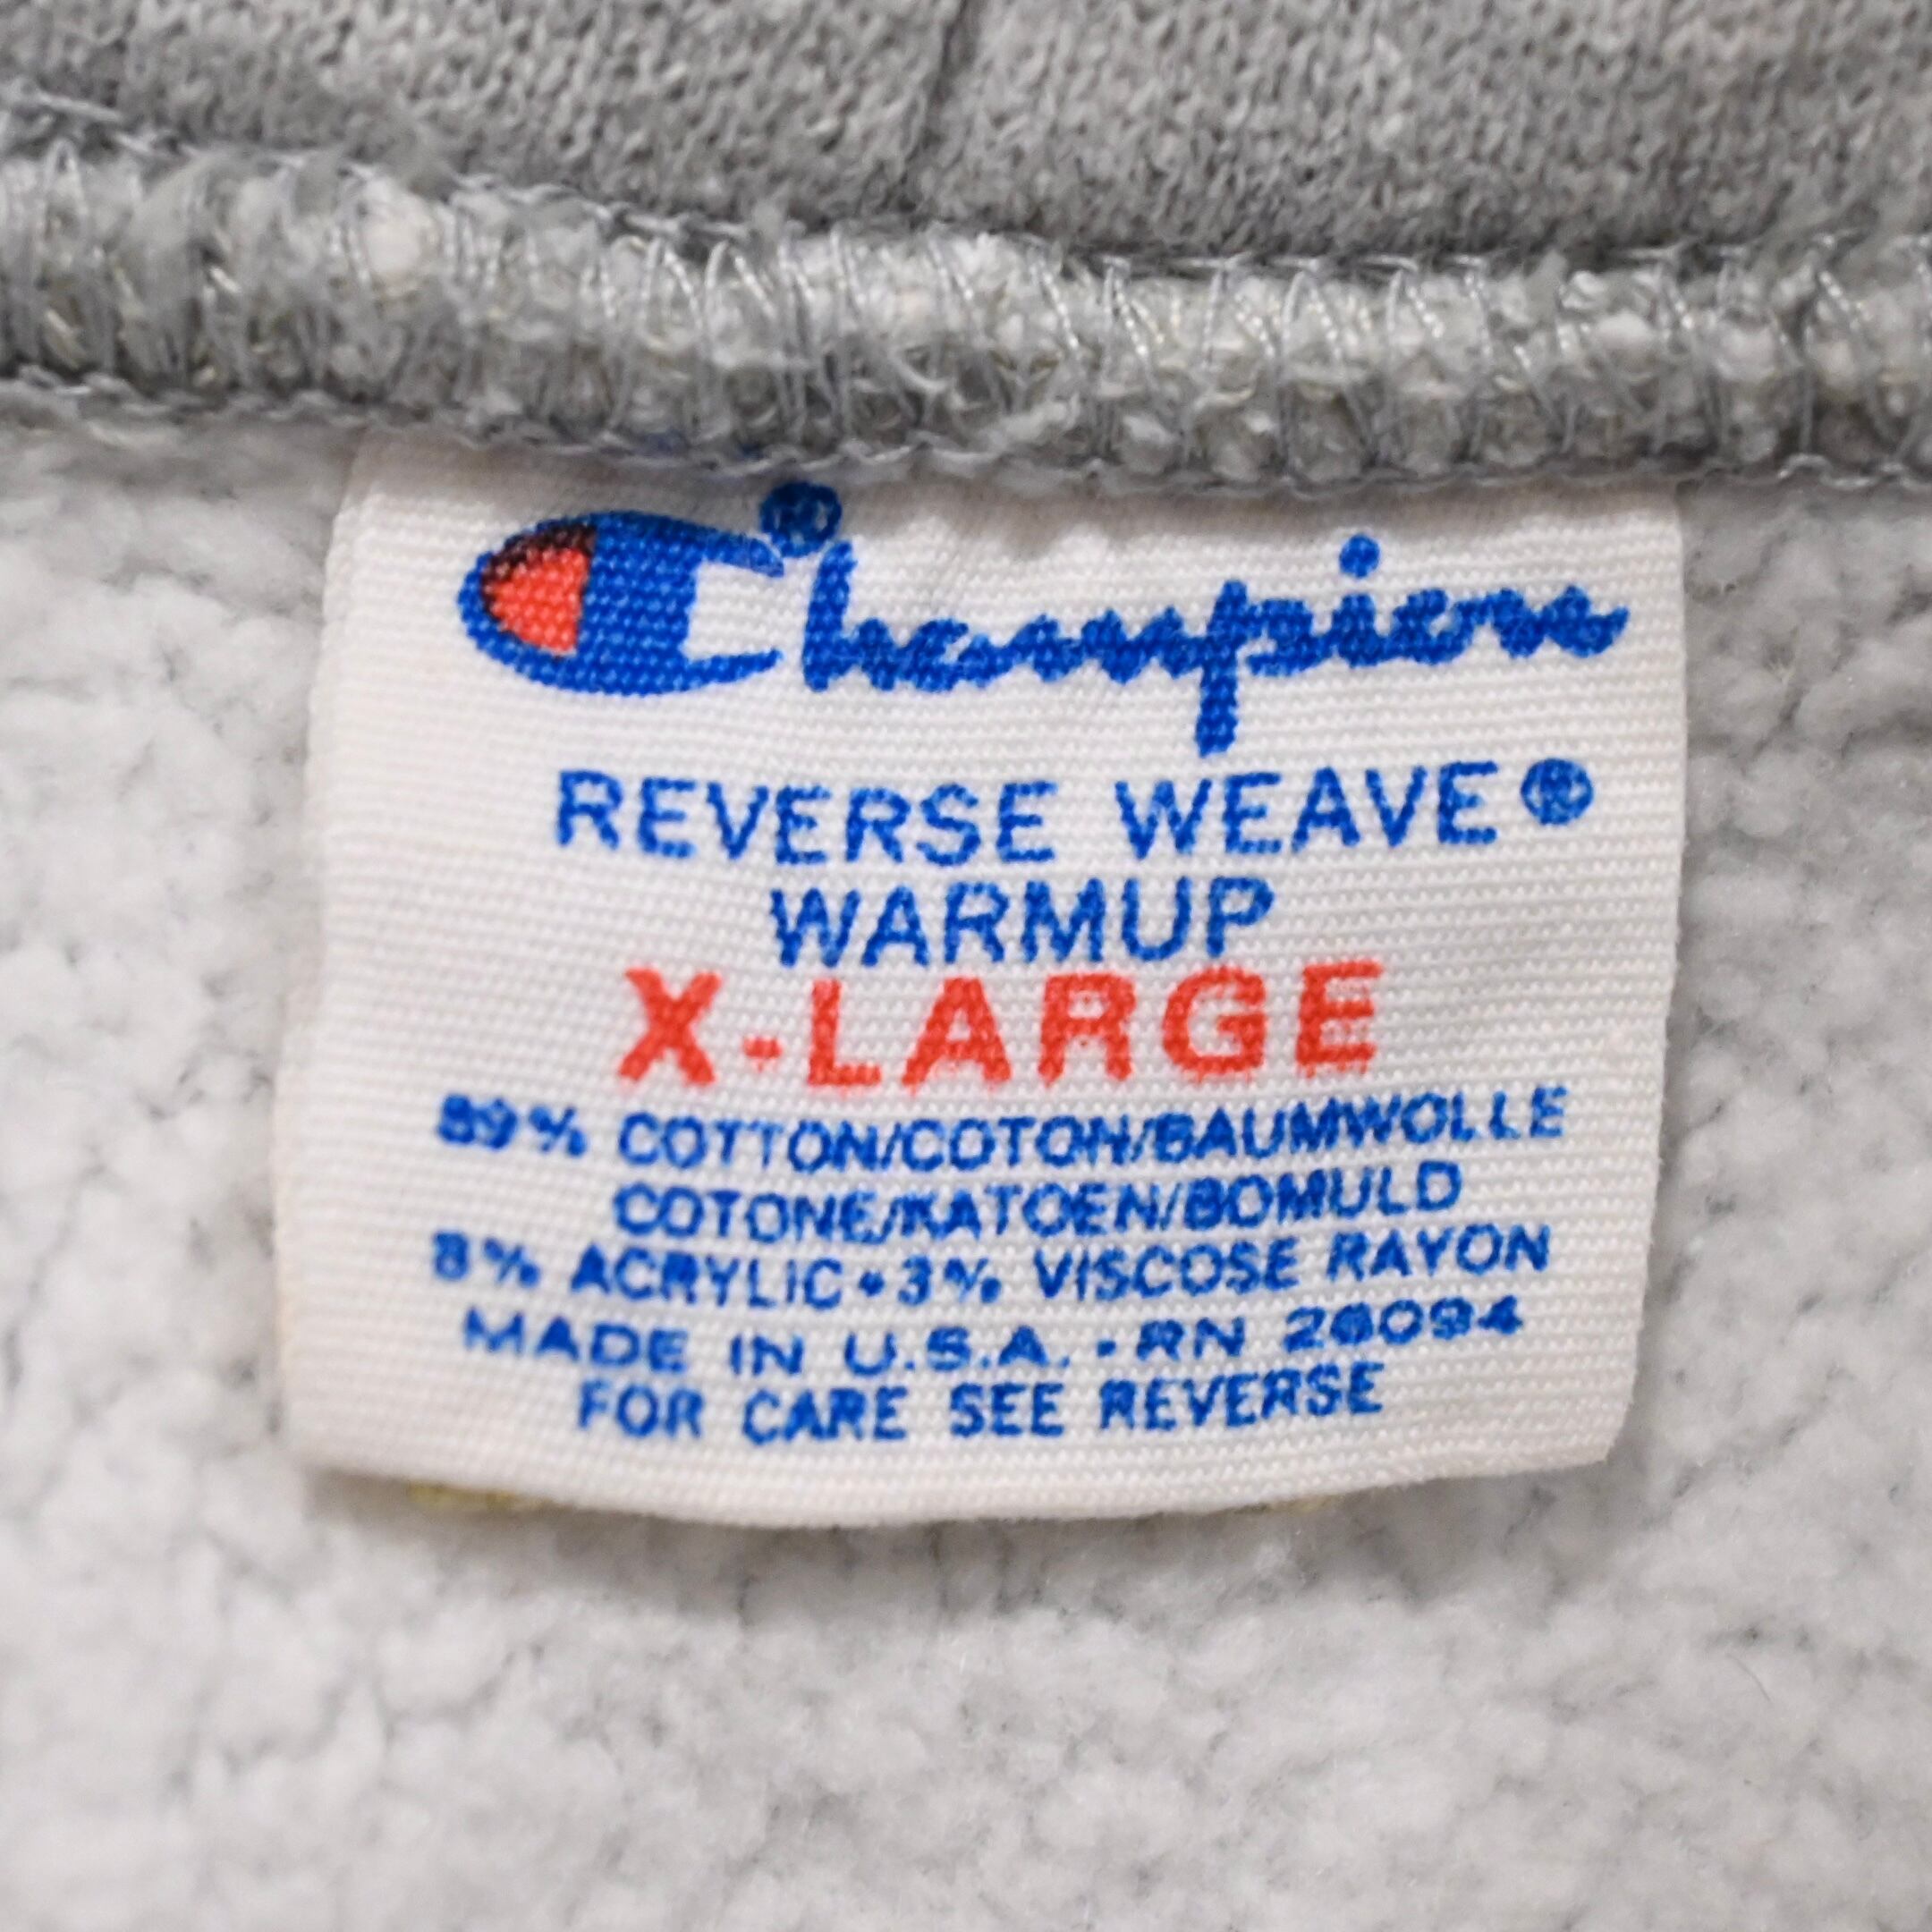 Champion®
REVERSE WEAVE®
WARMUP
X-LARGE
89% COTTON/COTON/BAUMWOLLE
COTONE/KATOEN/BOMULD
8% ACRYLIC•3% VISCOSE RAYON
MADE IN U.S.A. - RN 26094
FOR CARE SEE REVERSE